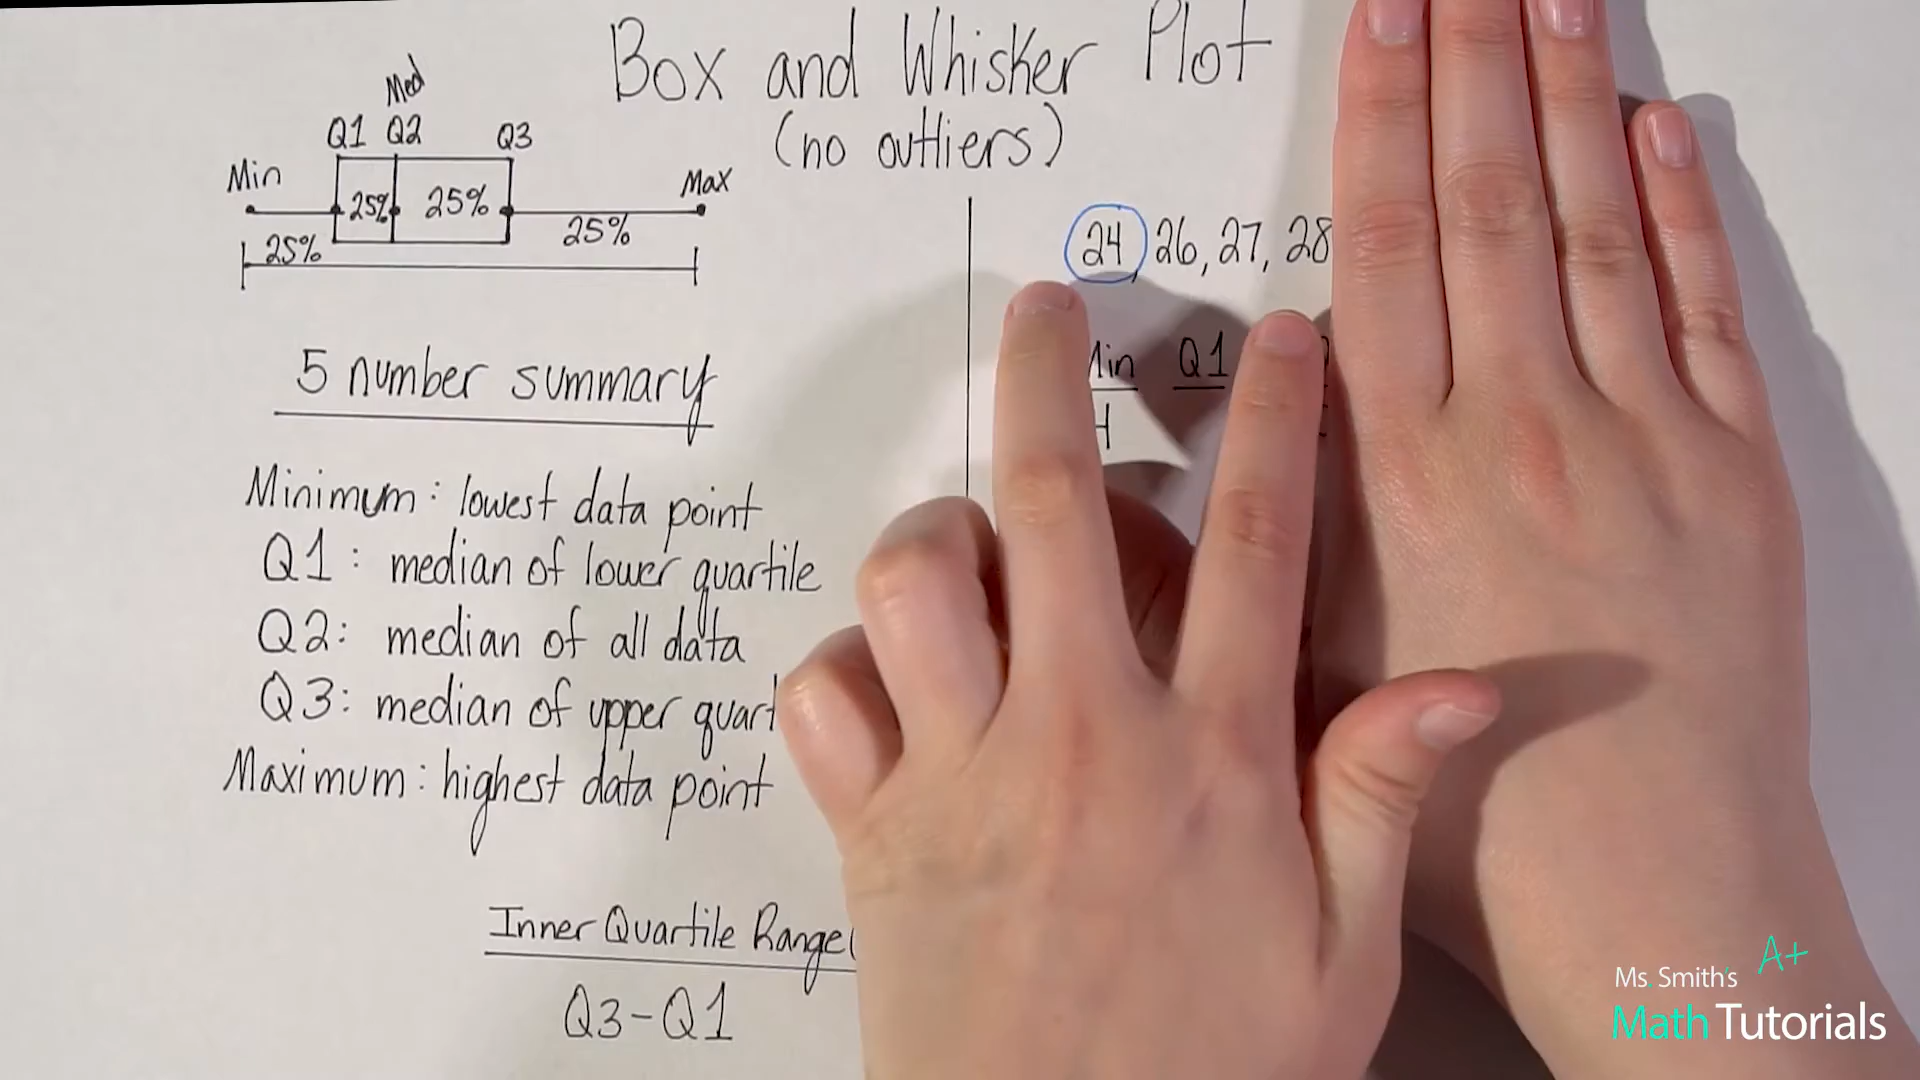 Box and Whisker Plot
(no outliers)
Med
Q1 Q2 Q3
Min
Max
25% 25%
25%
25%
5 number summary
Minimum: lowest data point
Q1: median of lower quartile
Q2: median of all data
Q3: median of upper
Maximum: highest data point
Inner Quartile Range
Q3-Q1
24, 26, 27, 28
Q1
A+
Ms. Smith's
Math Tutorials